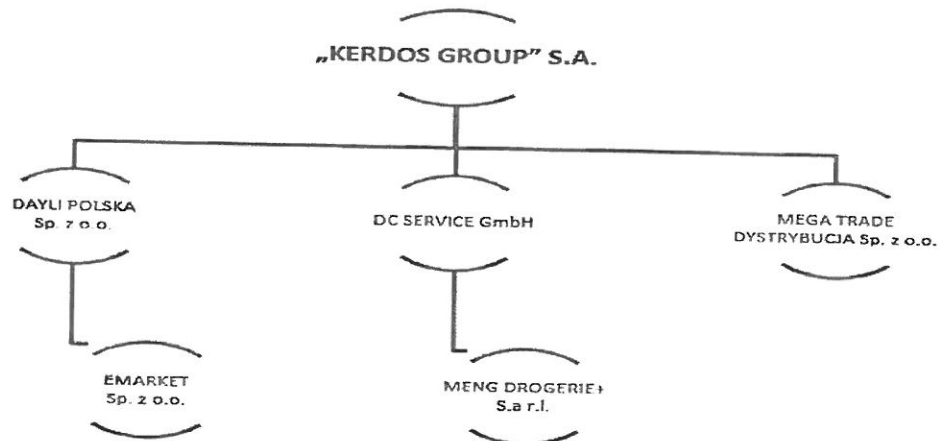 „KERDOS GROUP” S.A.
DAYLI POLSKA
Sp. z o.o.
DC SERVICE GmbH
MEGA TRADE
DYSTRYBUCJA Sp. z o.o.
EMARKET
Sp. z o.o.
MENG DROGERIE+
S.a r.l.